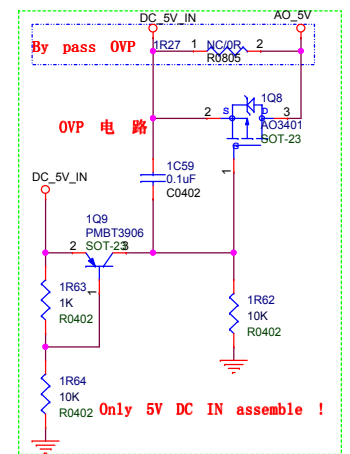 DC_5V_IN AO_5V
By pass OVP 1R27 1 NC/0R 2
R0805
1Q8
2 S D 3
AO3401
SOT-23
OVP 电路
1
1C59
0.1uF
C0402
DC_5V_IN
1Q9
PMBT3906
2 SOT-23 3
1
1R63
1K
R0402
1R62
10K
R0402
1R64
10K
R0402
Only 5V DC IN assemble !